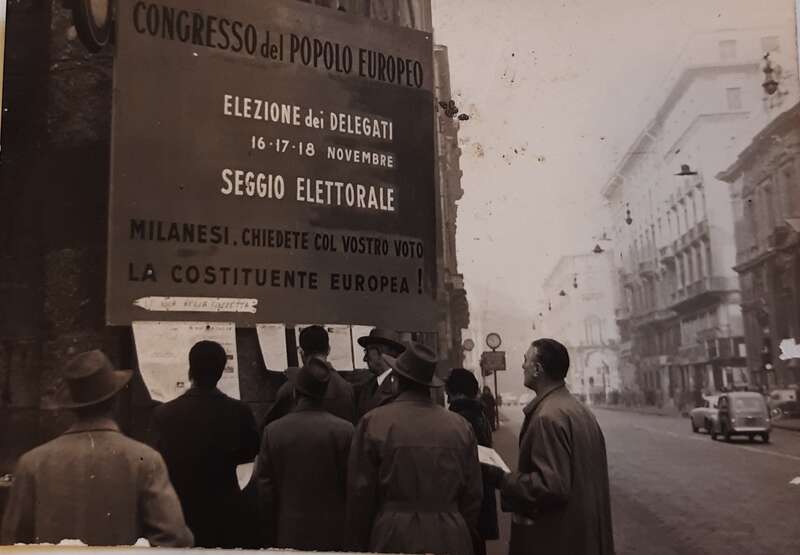 CONGRESSO del POPOLO EUROPEO
ELEZIONE dei DELEGATI
16-17-18 NOVEMBRE
SEGGIO ELETTORALE
MILANESI. CHIEDETE COL VOSTRO VOTO
LA COSTITUENTE EUROPEA !